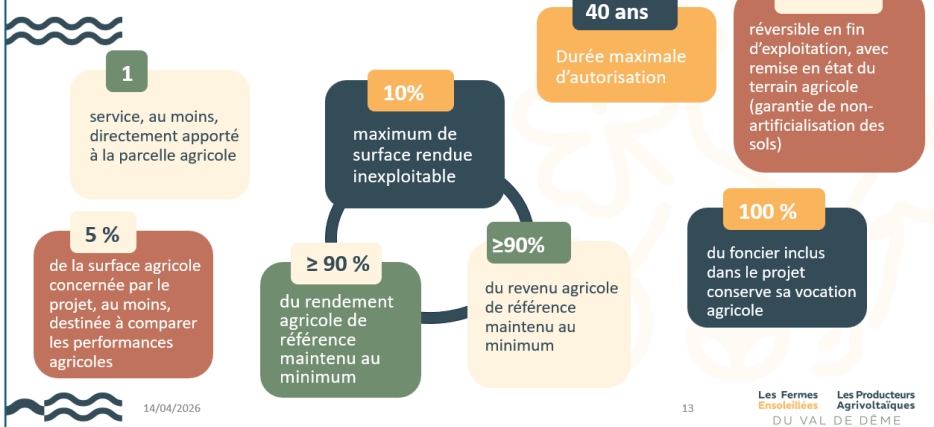 1
service, au moins,
directement apporté
à la parcelle agricole
5 %
de la surface agricole
concernée par le
projet, au moins,
destinée à comparer
les performances
agricoles
10%
maximum de
surface rendue
inexploitable
≥ 90 %
du rendement
agricole de
référence
maintenu au
minimum
≥90%
du revenu agricole
de référence
maintenu au
minimum
40 ans
Durée maximale
d’autorisation
réversible en fin
d’exploitation, avec
remise en état du
terrain agricole
(garantie de non-
artificialisation des
sols)
100 %
du foncier inclus
dans le projet
conserve sa vocation
agricole
14/04/2026
13
Les Fermes
Ensoleillées
Les Producteurs
Agrivoltaïques
DU VAL DE DÊME